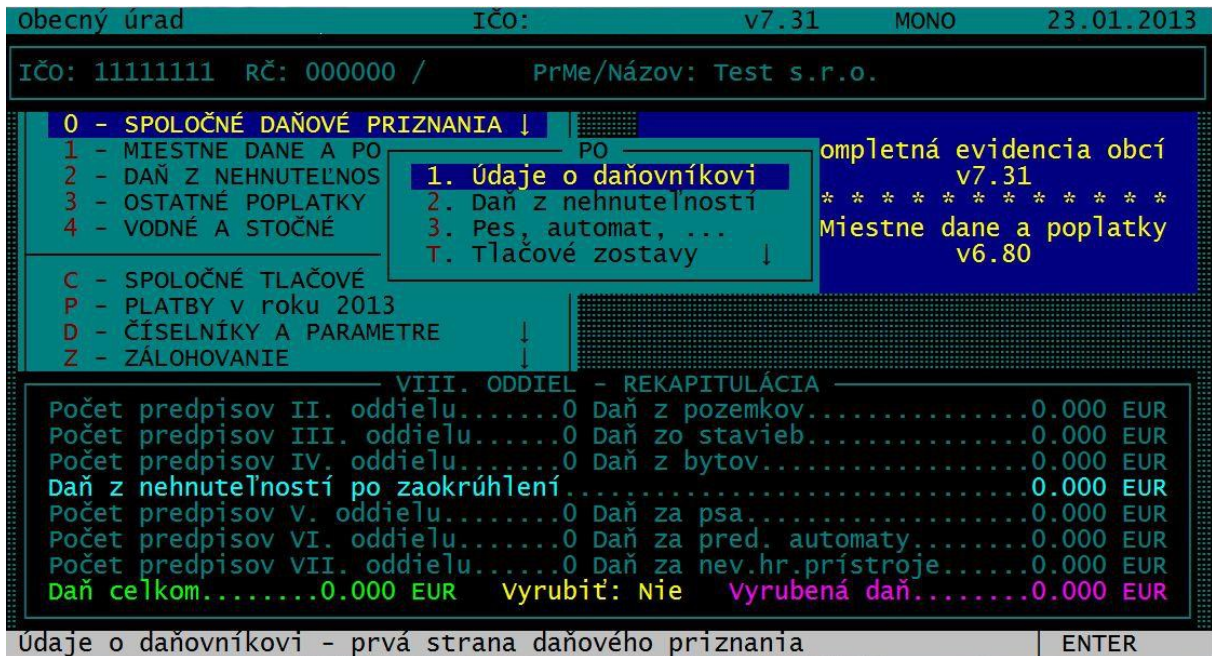 Obecný úrad IČO: v7.31 MONO 23.01.2013
IČO: 11111111 RČ: 000000 / PrMe/Názov: Test s.r.o.
0 - SPOLOČNÉ DAŇOVÉ PRIZNANIA ↓
1 - MIESTNE DANE A PO
2 - DAŇ Z NEHNUTEĽNOS
3 - OSTATNÉ POPLATKY
4 - VODNÉ A STOČNÉ
C - SPOLOČNÉ TLAČOVÉ
P - PLATBY v roku 2013
D - ČÍSELNÍKY A PARAMETRE ↓
Z - ZÁLOHOVANIE ↓
PO
1. Údaje o daňovníkovi
2. Daň z nehnuteľností
3. Pes, automat, ...
T. Tlačové zostavy ↓
ompletná evidencia obcí
v7.31
* * * * * * * * * * * *
Miestne dane a poplatky
v6.80
VIII. ODDIEL - REKAPITULÁCIA
Počet predpisov II. oddielu.......0 Daň z pozemkov...............0.000 EUR
Počet predpisov III. oddielu......0 Daň zo stavieb...............0.000 EUR
Počet predpisov IV. oddielu.......0 Daň z bytov..................0.000 EUR
Daň z nehnuteľností po zaokrúhlení...............................0.000 EUR
Počet predpisov V. oddielu........0 Daň za psa...................0.000 EUR
Počet predpisov VI. oddielu.......0 Daň za pred. automaty........0.000 EUR
Počet predpisov VII. oddielu......0 Daň za nev.hr.prístroje......0.000 EUR
Daň celkom........0.000 EUR Vyrubiť: Nie Vyrubená daň........0.000 EUR
Údaje o daňovníkovi - prvá strana daňového priznania | ENTER